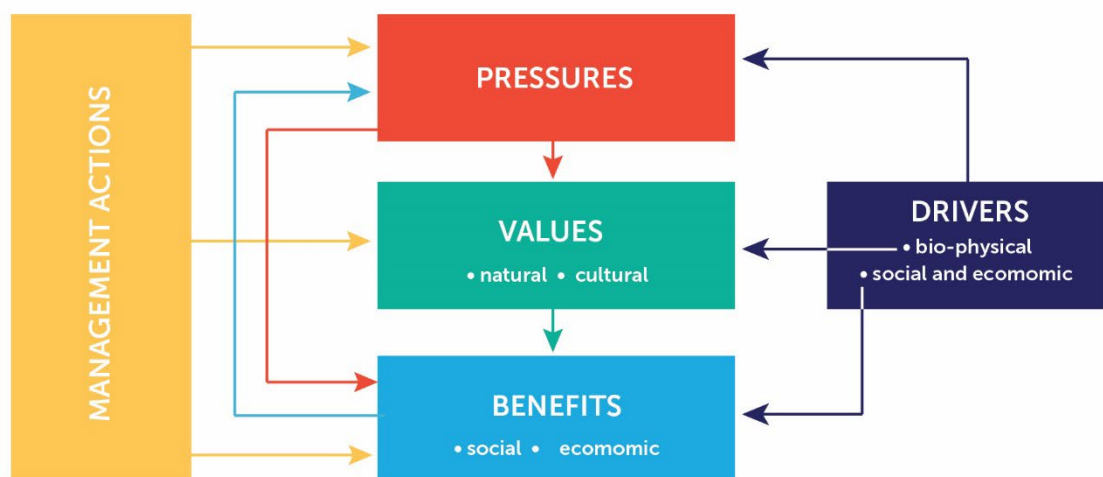 MANAGEMENT ACTIONS
PRESSURES
VALUES
• natural • cultural
BENEFITS
• social • ecomomic
DRIVERS
• bio-physical
• social and ecomomic